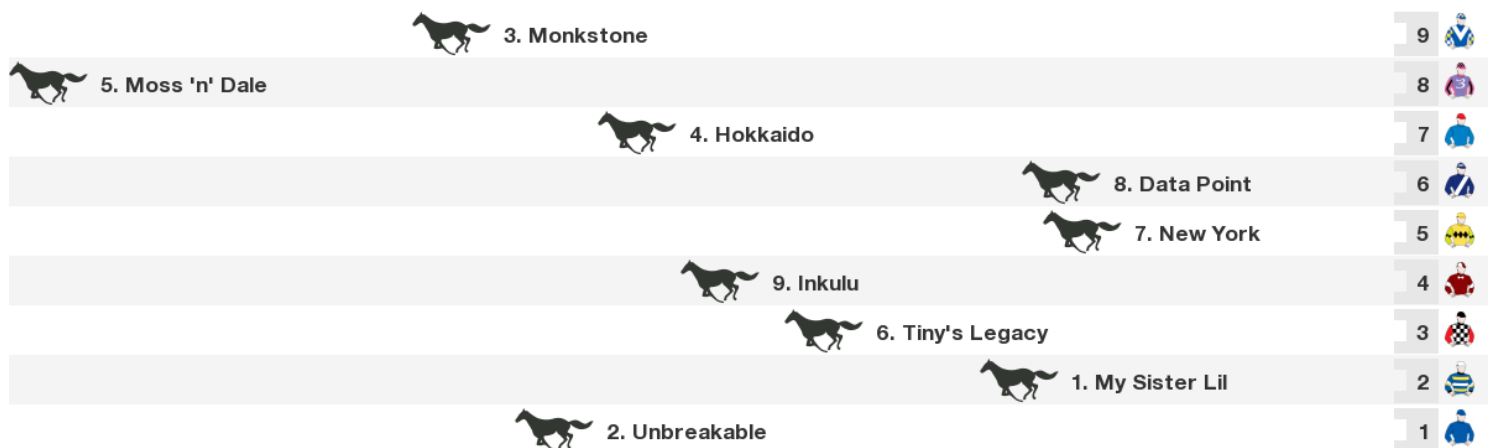 3. Monkstone 9
5. Moss 'n' Dale 8
4. Hokkaido 7
8. Data Point 6
7. New York 5
9. Inkulu 4
6. Tiny's Legacy 3
1. My Sister Lil 2
2. Unbreakable 1